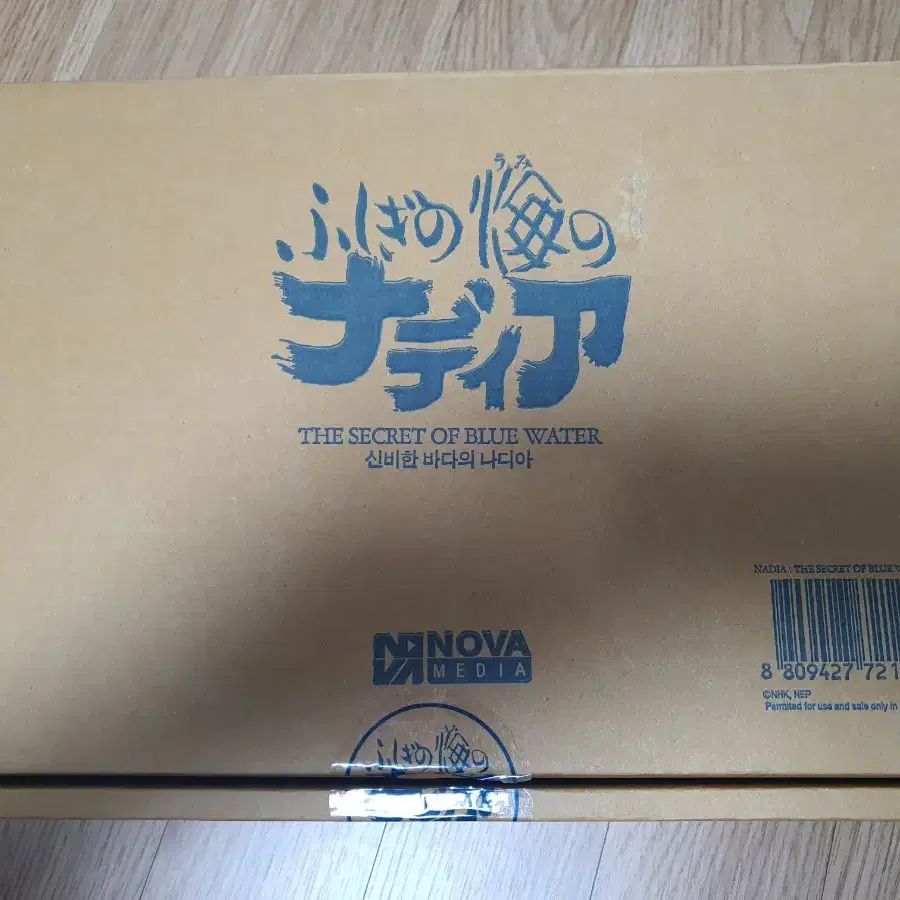 うみ
ふしぎの海の
ナディア
THE SECRET OF BLUE WATER
신비한 바다의 나디아
NADIA : THE SECRET OF BLUE
8 809427 721
©NHK, NEP
Permited for use and sale only in
NOVA
MEDIA
ふしぎの海の